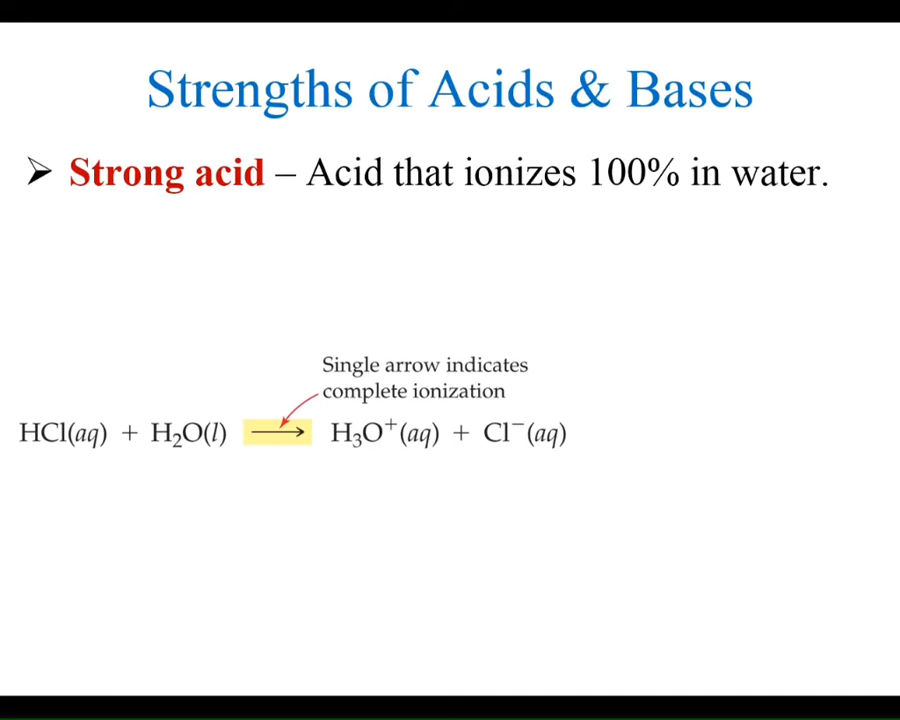 Strengths of Acids & Bases
➢ Strong acid – Acid that ionizes 100% in water.
Single arrow indicates
complete ionization
HCl(aq) + H₂O(l) ⟶ H₃O⁺(aq) + Cl⁻(aq)